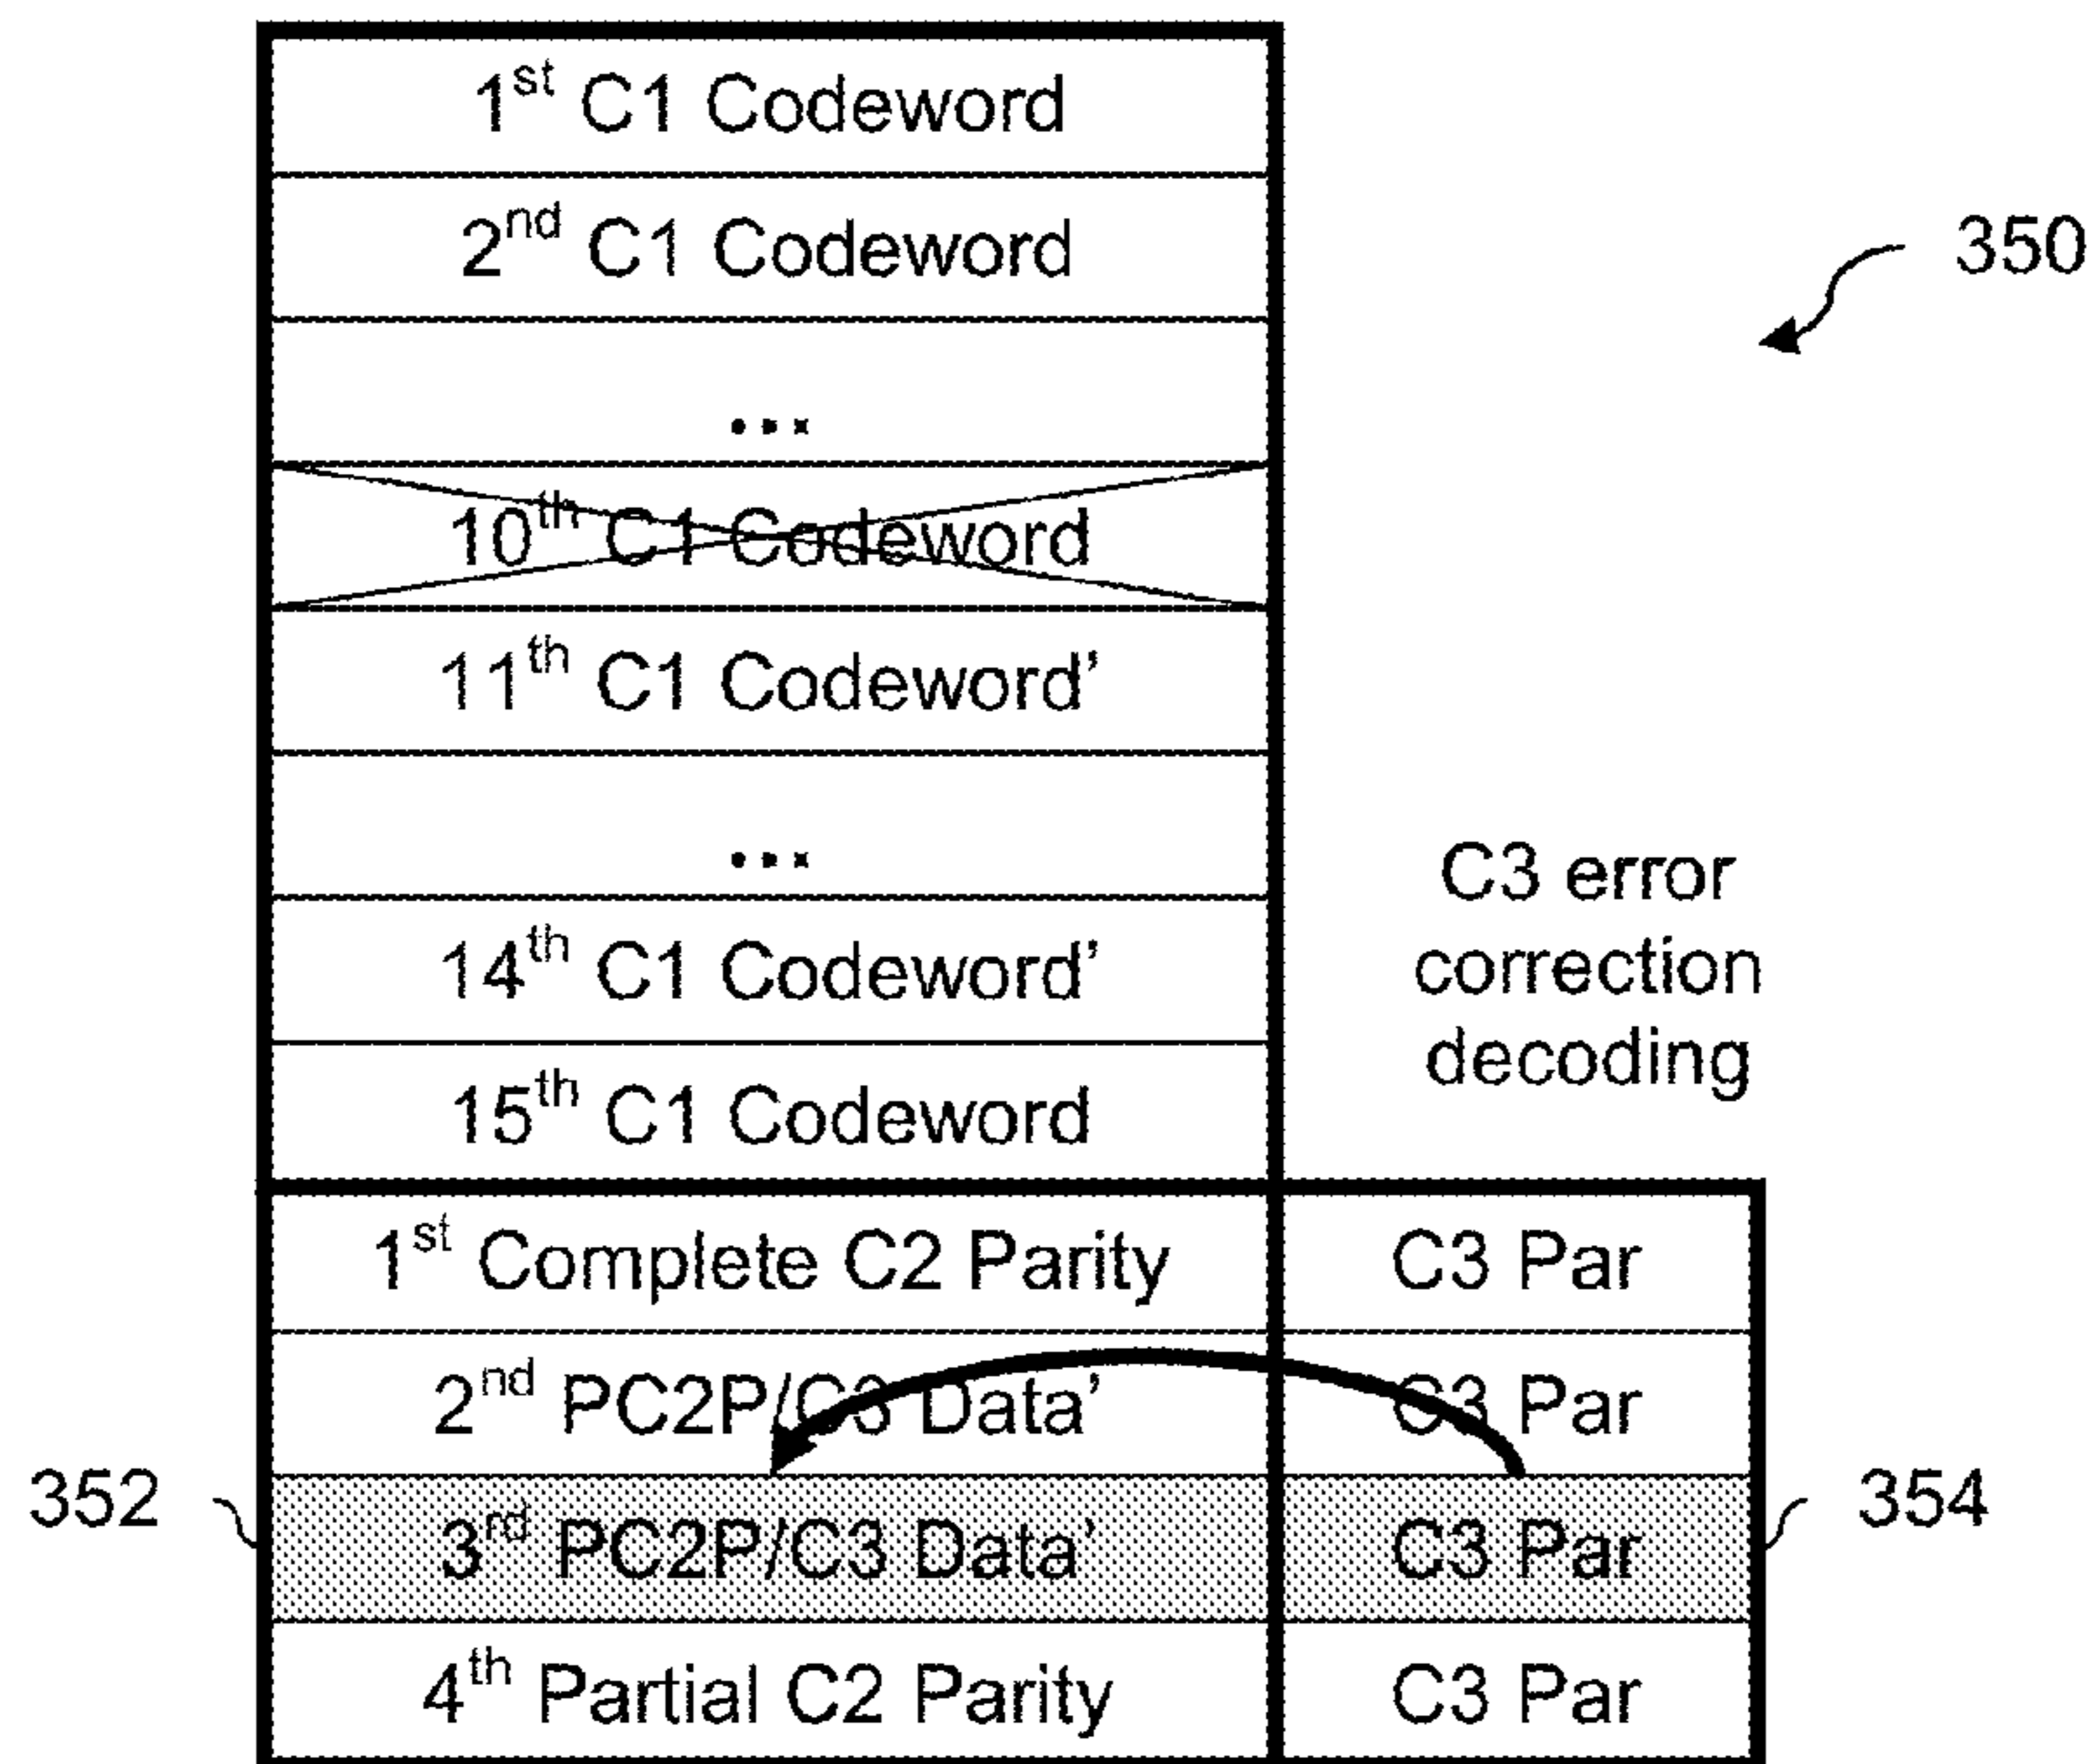 1st C1 Codeword
2nd C1 Codeword
350
...
10th C1 Codeword
11th C1 Codeword'
...
14th C1 Codeword'
15th C1 Codeword
C3 error
correction
decoding
1st Complete C2 Parity C3 Par
2nd PC2P/C3 Data' C3 Par
352 3rd PC2P/C3 Data' C3 Par 354
4th Partial C2 Parity C3 Par